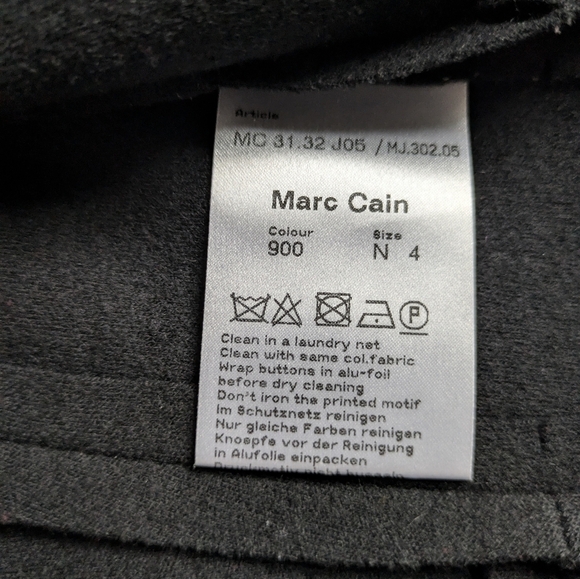 Article
MC 31.32 J05 / MJ.302.05
Marc Cain
Colour Size
900 N 4
P
Clean in a laundry net
Clean with same col.fabric
Wrap buttons in alu-foil
before dry cleaning
Don't iron the printed motif
Im Schutznetz reinigen
Nur gleiche Farben reinigen
Knoepfe vor der Reinigung
in Alufolie einpacken